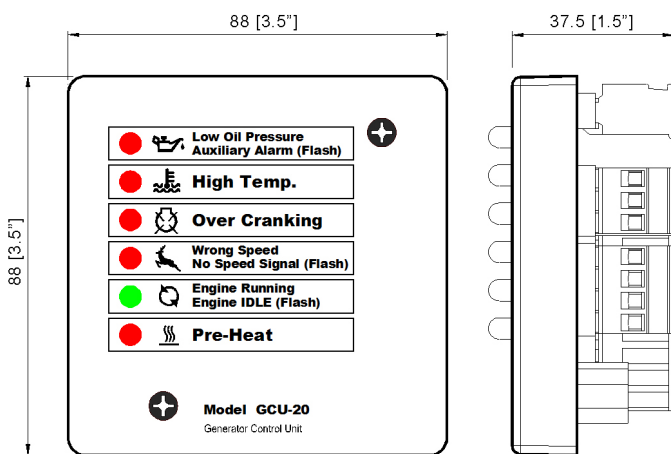 88 [3.5”]
37.5 [1.5”]
88 [3.5”]
Low Oil Pressure
Auxiliary Alarm (Flash)
High Temp.
Over Cranking
Wrong Speed
No Speed Signal (Flash)
Engine Running
Engine IDLE (Flash)
Pre-Heat
Model GCU-20
Generator Control Unit